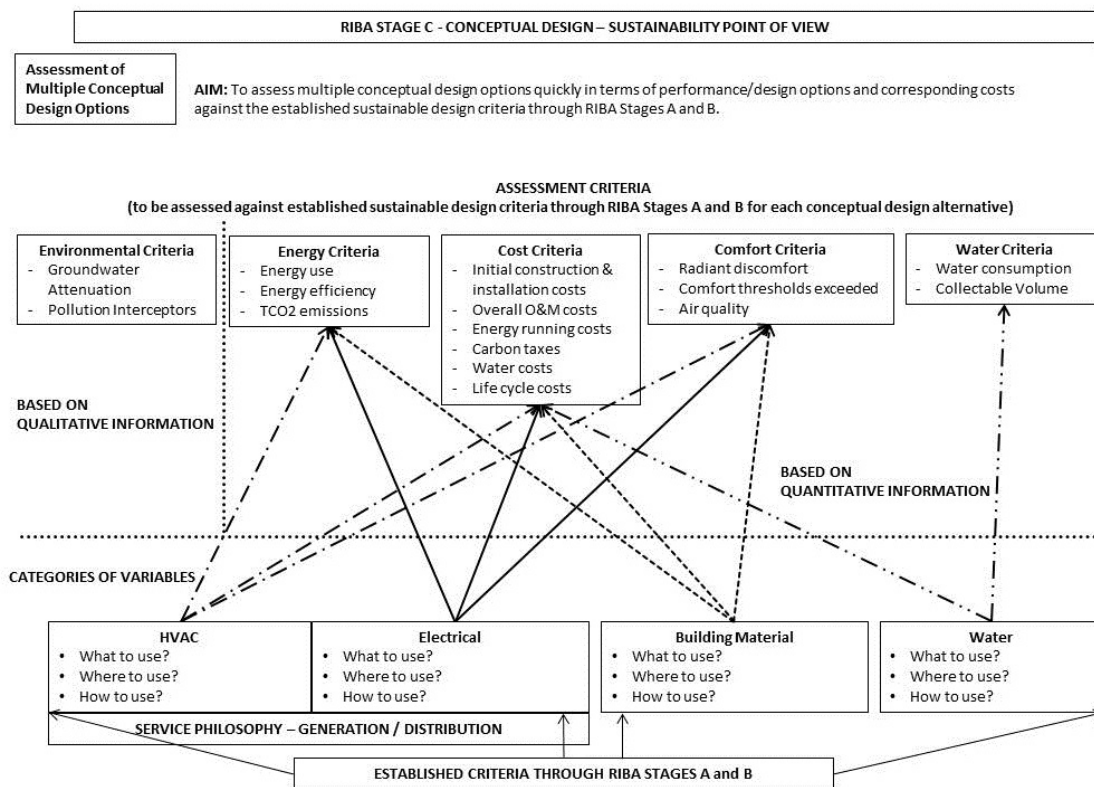 RIBA STAGE C - CONCEPTUAL DESIGN – SUSTAINABILITY POINT OF VIEW
Assessment of
Multiple Conceptual
Design Options
AIM: To assess multiple conceptual design options quickly in terms of performance/design options and corresponding costs
against the established sustainable design criteria through RIBA Stages A and B.
ASSESSMENT CRITERIA
(to be assessed against established sustainable design criteria through RIBA Stages A and B for each conceptual design alternative)
Environmental Criteria
- Groundwater
Attenuation
- Pollution Interceptors
Energy Criteria
- Energy use
- Energy efficiency
- TCO2 emissions
Cost Criteria
- Initial construction &
installation costs
- Overall O&M costs
- Energy running costs
- Carbon taxes
- Water costs
- Life cycle costs
Comfort Criteria
- Radiant discomfort
- Comfort thresholds exceeded
- Air quality
Water Criteria
- Water consumption
- Collectable Volume
BASED ON
QUALITATIVE INFORMATION
BASED ON
QUANTITATIVE INFORMATION
CATEGORIES OF VARIABLES
HVAC
• What to use?
• Where to use?
• How to use?
Electrical
• What to use?
• Where to use?
• How to use?
Building Material
• What to use?
• Where to use?
• How to use?
Water
• What to use?
• Where to use?
• How to use?
SERVICE PHILOSOPHY – GENERATION / DISTRIBUTION
ESTABLISHED CRITERIA THROUGH RIBA STAGES A and B